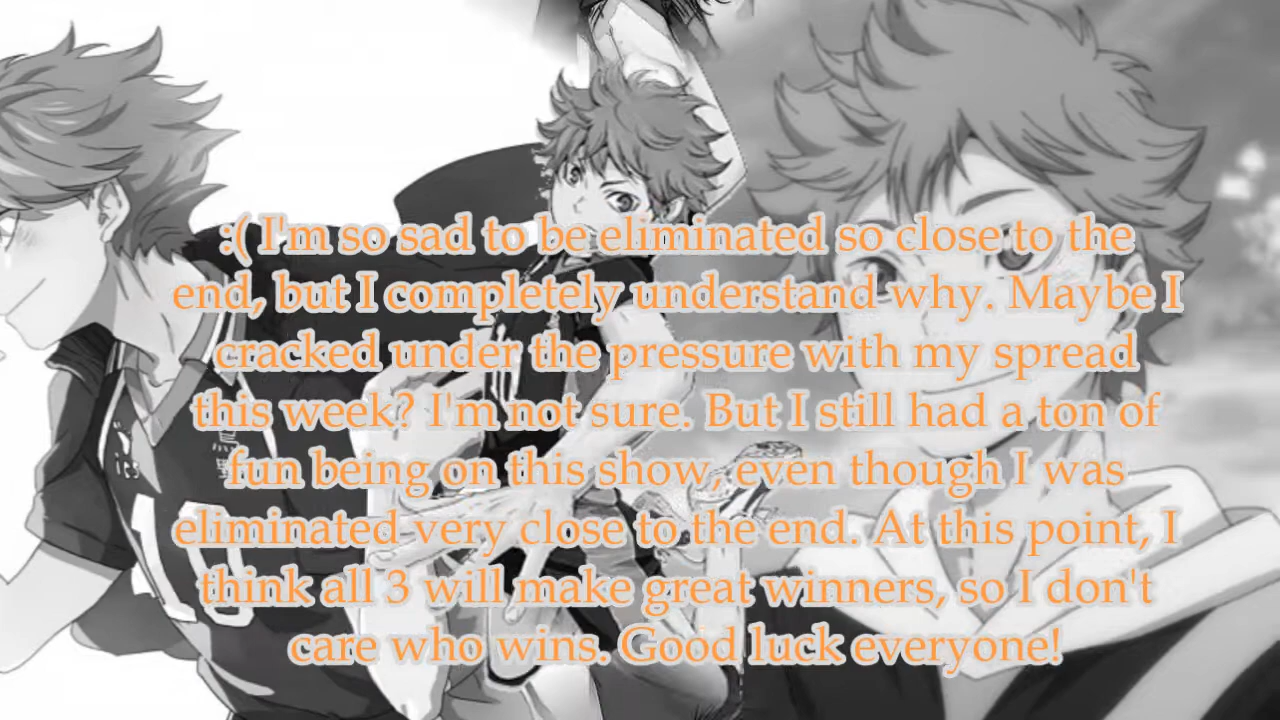 :( I'm so sad to be eliminated so close to the
end, but I completely understand why. Maybe I
cracked under the pressure with my spread
this week? I'm not sure. But I still had a ton of
fun being on this show, even though I was
eliminated very close to the end. At this point, I
think all 3 will make great winners, so I don't
care who wins. Good luck everyone!
烏野
10